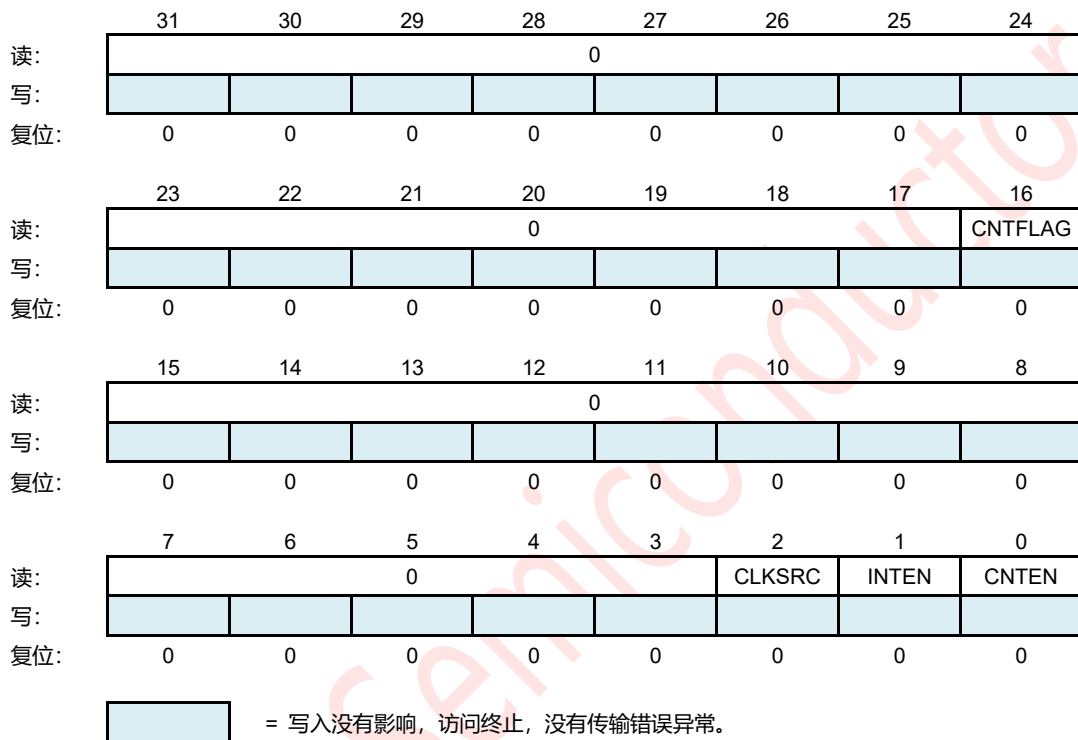 31 30 29 28 27 26 25 24
读: 0
写:
复位: 0 0 0 0 0 0 0 0
23 22 21 20 19 18 17 16
读: 0 CNTFLAG
写:
复位: 0 0 0 0 0 0 0 0
15 14 13 12 11 10 9 8
读: 0
写:
复位: 0 0 0 0 0 0 0 0
7 6 5 4 3 2 1 0
读: 0 CLKSRC INTEN CNTEN
写:
复位: 0 0 0 0 0 0 0 0
= 写入没有影响，访问终止，没有传输错误异常。
Semiconductor